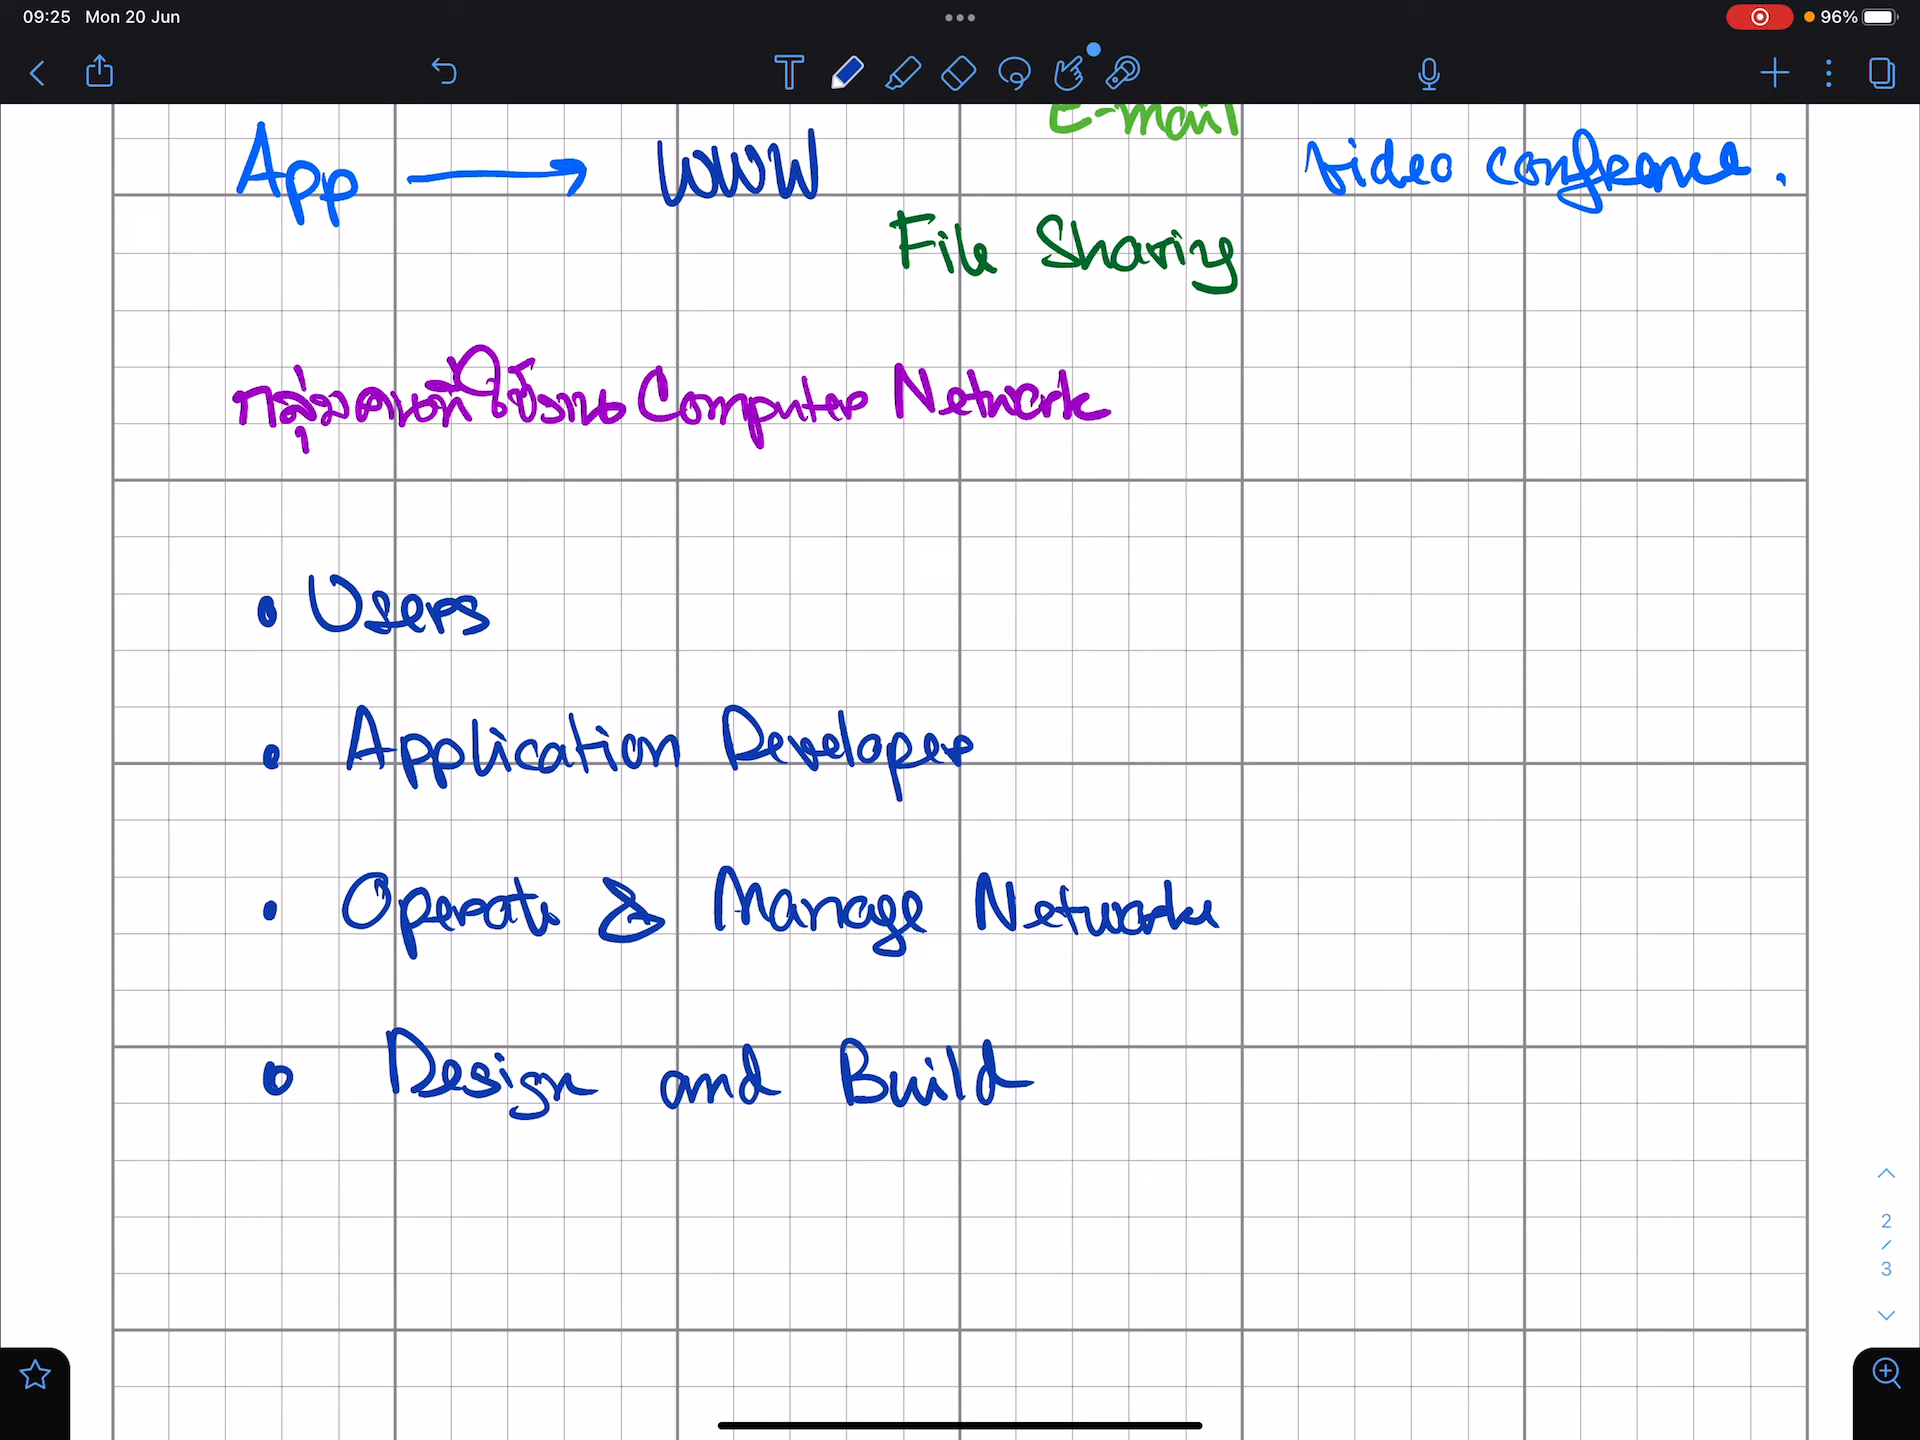 09:25 Mon 20 Jun
96%
E-mail
App → WWW
Video Conference.
File Sharing
กลุ่มคนที่ใช้งาน Computer Network
• Users
• Application Developer
• Operate & Manage Network
• Design and Build
2
/
3